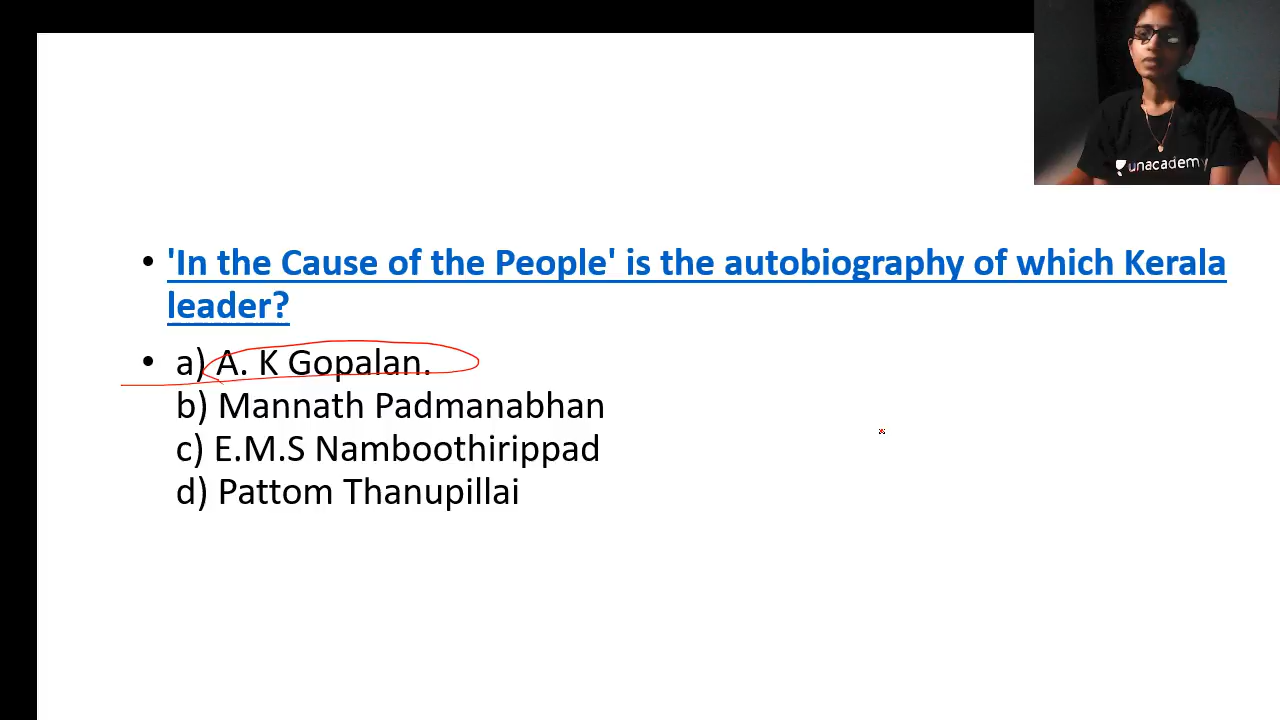 unacademy
• 'In the Cause of the People' is the autobiography of which Kerala
leader?
• a) A. K Gopalan.
b) Mannath Padmanabhan
c) E.M.S Namboothirippad
d) Pattom Thanupillai